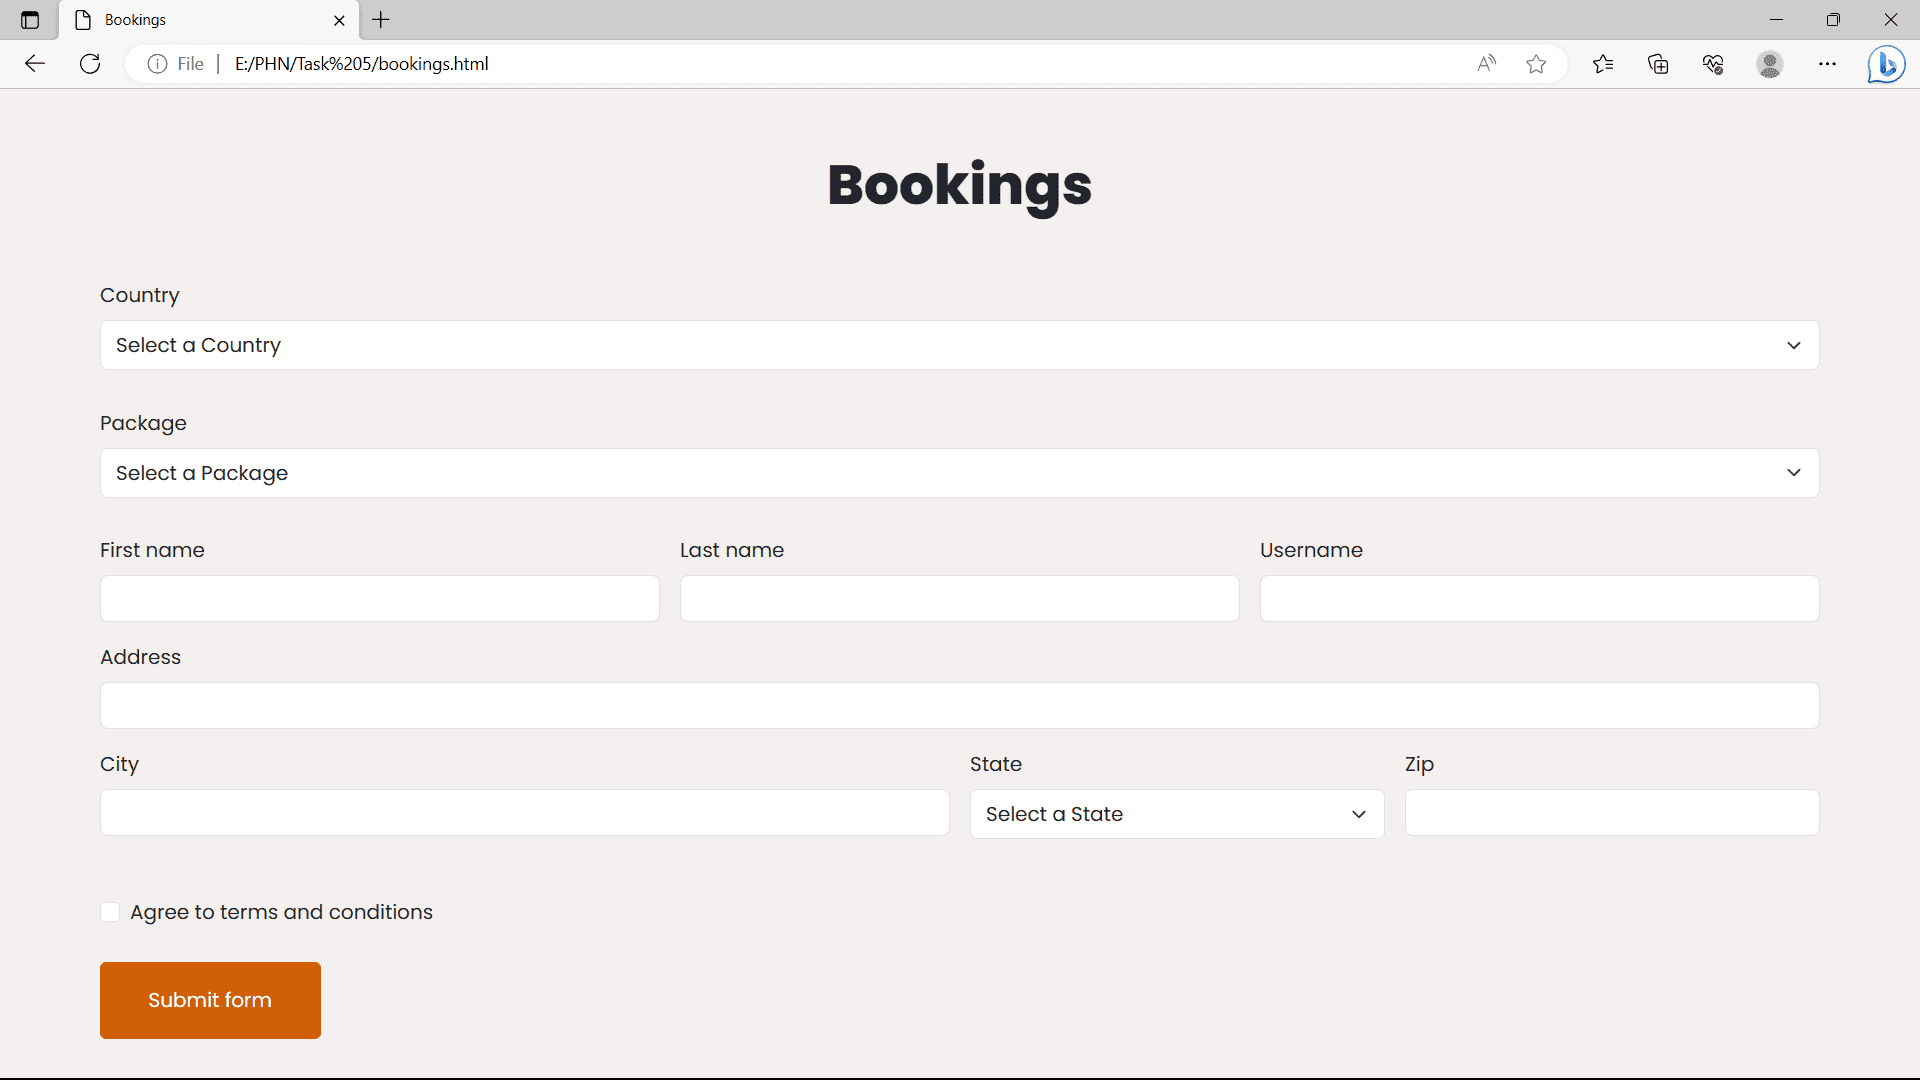 Bookings
File E:/PHN/Task%205/bookings.html
Bookings
Country
Select a Country
Package
Select a Package
First name Last name Username
Address
City State Zip
Select a State
Agree to terms and conditions
Submit form